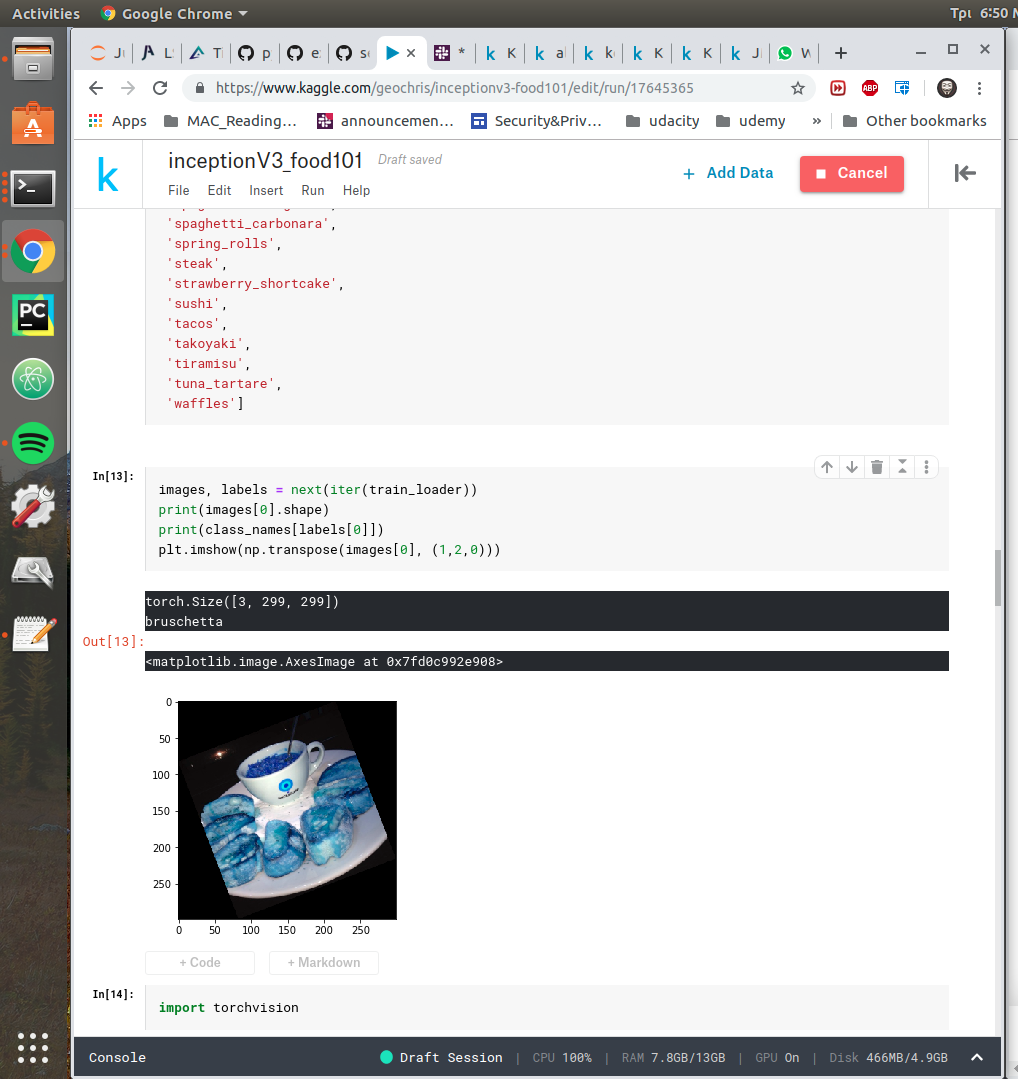 Activities
Google Chrome
Τρι 6:50
https://www.kaggle.com/geochris/inceptionv3-food101/edit/run/17645365
Apps
MAC_Reading...
announcemen...
Security&Priv...
udacity
udemy
»
Other bookmarks
inceptionV3_food101
Draft saved
File Edit Insert Run Help
+ Add Data
Cancel
'spaghetti_carbonara',
'spring_rolls',
'steak',
'strawberry_shortcake',
'sushi',
'tacos',
'takoyaki',
'tiramisu',
'tuna_tartare',
'waffles']
In[13]:
images, labels = next(iter(train_loader))
print(images[0].shape)
print(class_names[labels[0]])
plt.imshow(np.transpose(images[0], (1,2,0)))
torch.Size([3, 299, 299])
bruschetta
Out[13]:
<matplotlib.image.AxesImage at 0x7fd0c992e908>
0
50
100
150
200
250
0 50 100 150 200 250
+ Code
+ Markdown
In[14]:
import torchvision
Console
Draft Session | CPU 100% | RAM 7.8GB/13GB | GPU On | Disk 466MB/4.9GB